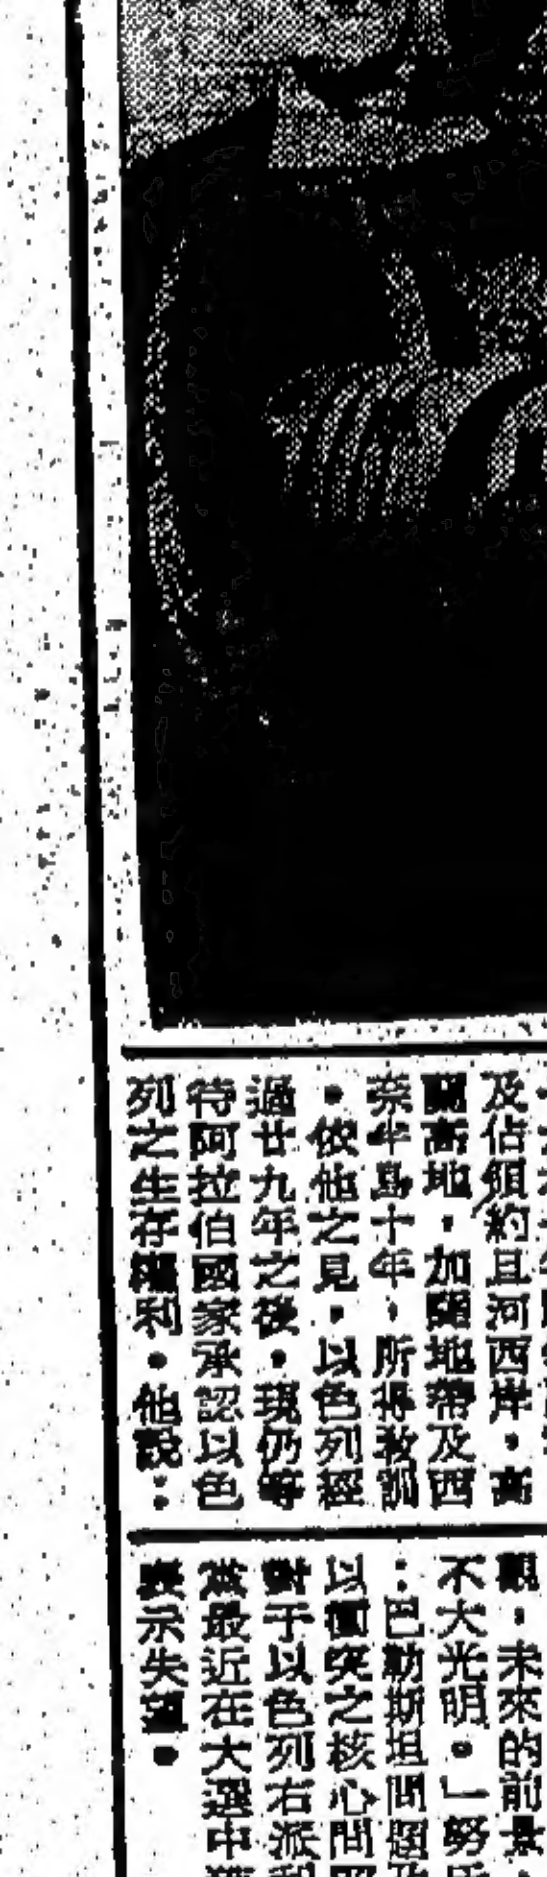 及佔領約旦河西岸，高
蘭高地，加薩地帶及西
奈半島十年，所得教訓
。依他之見，以色列經
過廿九年之後，現仍等
待阿拉伯國家承認以色
列之生存權利。他說：
觀，未來的前景，
不大光明。」努
：巴勒斯坦問題及
以衝突之核心問
對于以色列右派
黨最近在大選中獲
表示失望。